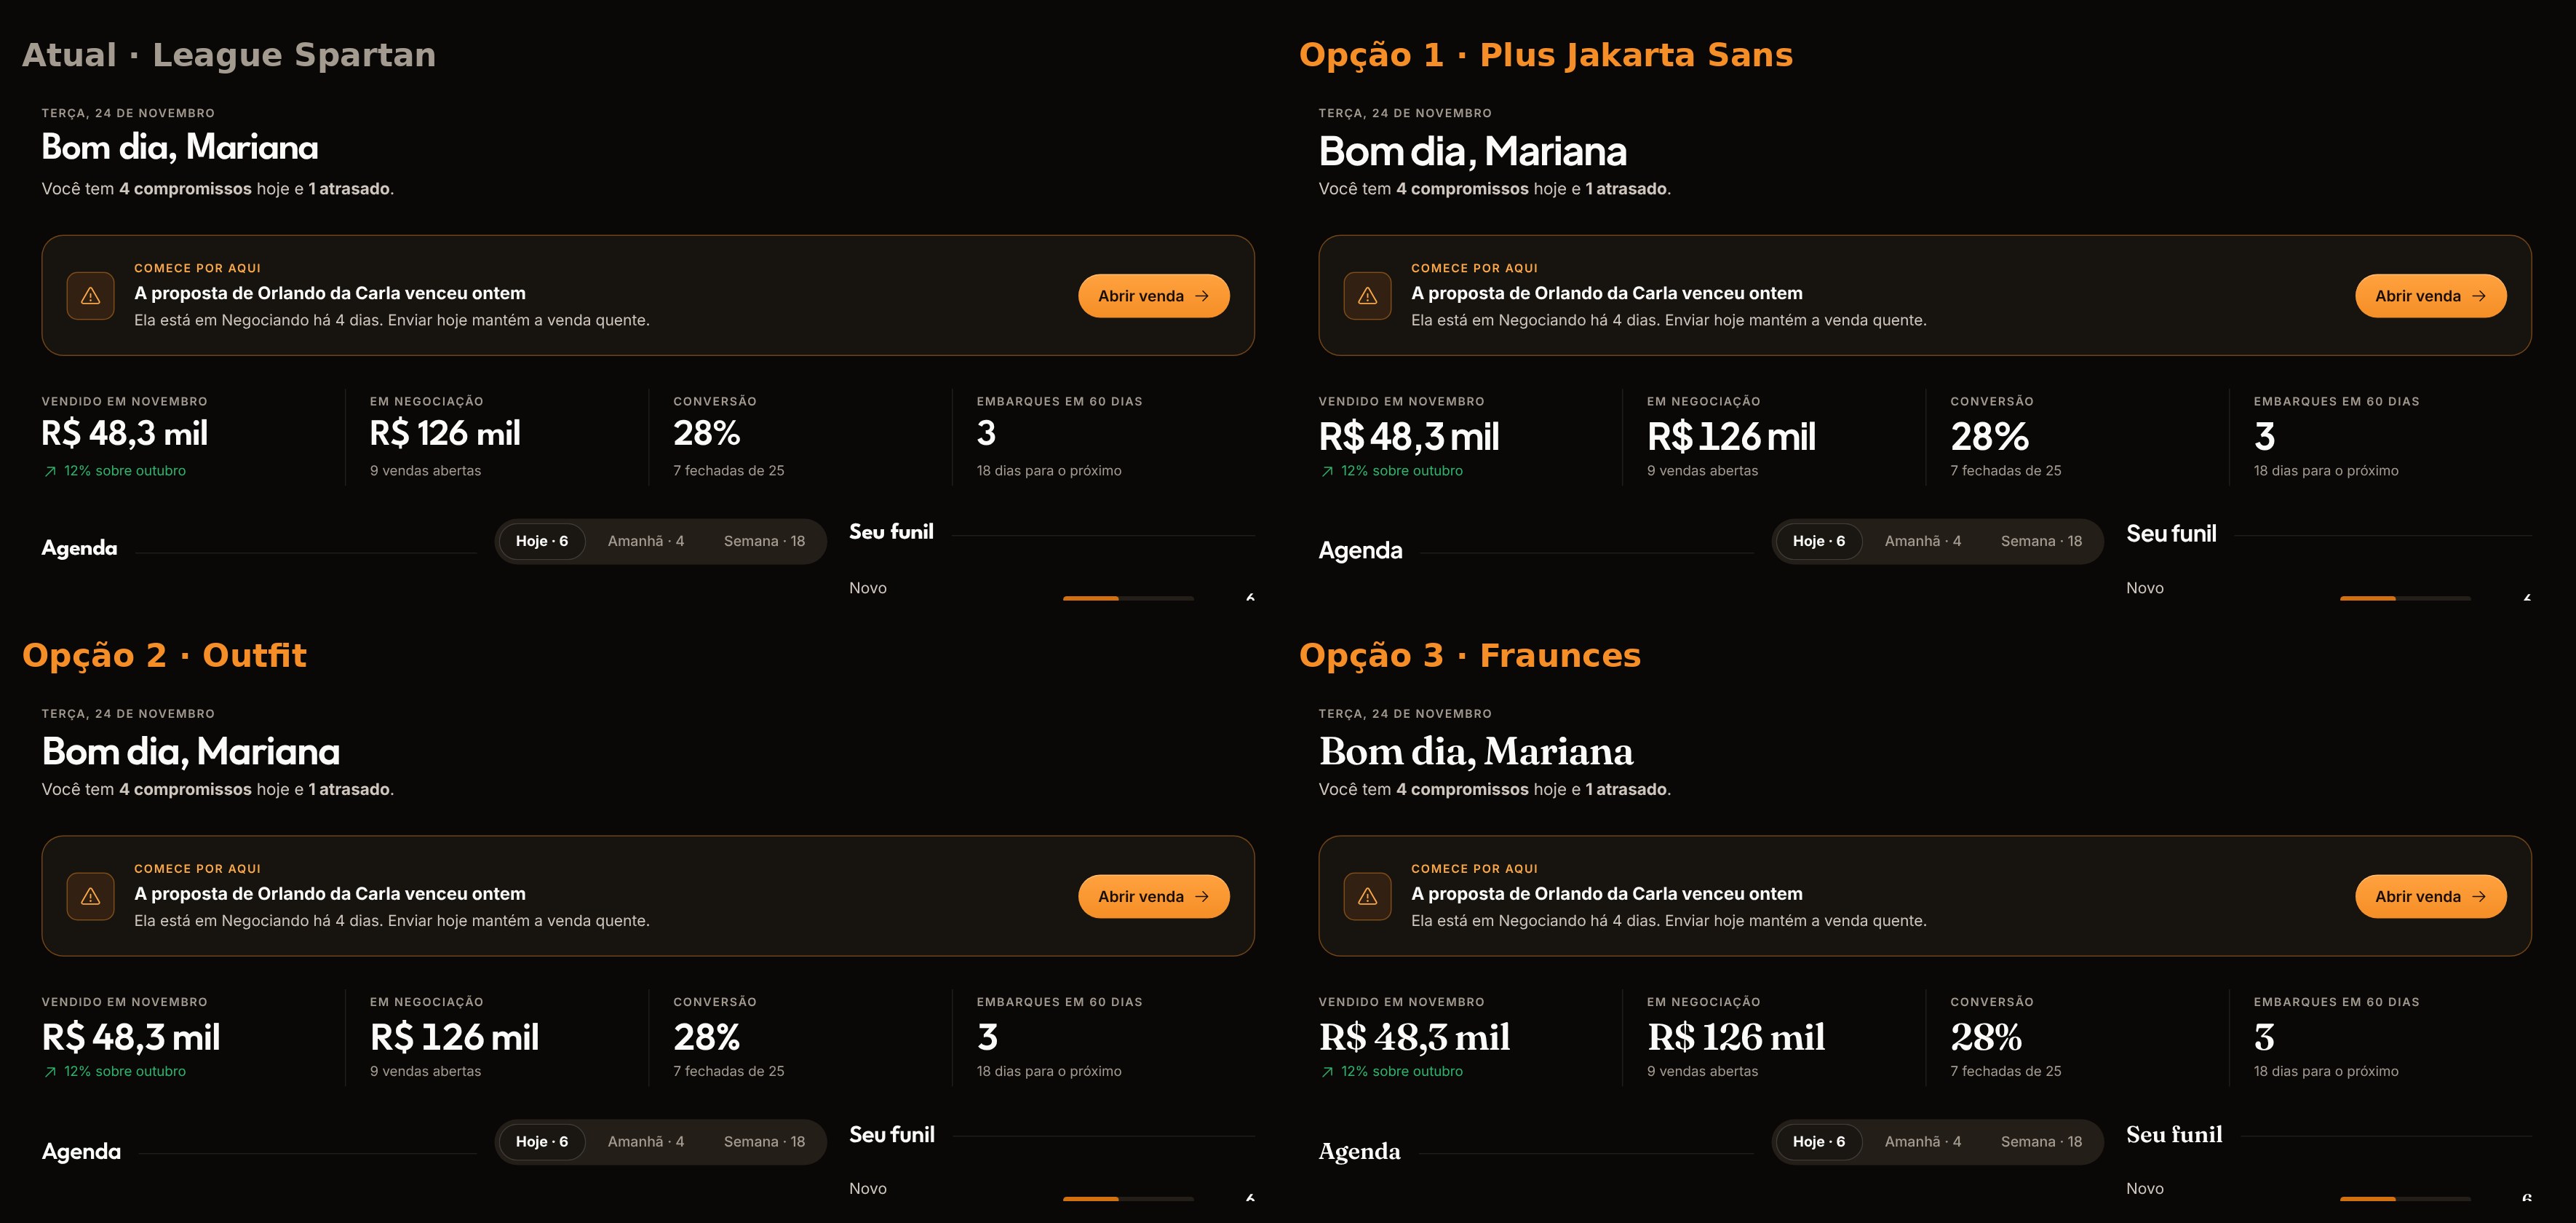 Atual · League Spartan
TERÇA, 24 DE NOVEMBRO
Bom dia, Mariana
Você tem 4 compromissos hoje e 1 atrasado.
COMECE POR AQUI
A proposta de Orlando da Carla venceu ontem
Ela está em Negociando há 4 dias. Enviar hoje mantém a venda quente.
Abrir venda →
VENDIDO EM NOVEMBRO
R$ 48,3 mil
↗ 12% sobre outubro
EM NEGOCIAÇÃO
R$ 126 mil
9 vendas abertas
CONVERSÃO
28%
7 fechadas de 25
EMBARQUES EM 60 DIAS
3
18 dias para o próximo
Agenda
Hoje · 6
Amanhã · 4
Semana · 18
Seu funil
Novo
Opção 1 · Plus Jakarta Sans
TERÇA, 24 DE NOVEMBRO
Bom dia, Mariana
Você tem 4 compromissos hoje e 1 atrasado.
COMECE POR AQUI
A proposta de Orlando da Carla venceu ontem
Ela está em Negociando há 4 dias. Enviar hoje mantém a venda quente.
Abrir venda →
VENDIDO EM NOVEMBRO
R$ 48,3 mil
↗ 12% sobre outubro
EM NEGOCIAÇÃO
R$ 126 mil
9 vendas abertas
CONVERSÃO
28%
7 fechadas de 25
EMBARQUES EM 60 DIAS
3
18 dias para o próximo
Agenda
Hoje · 6
Amanhã · 4
Semana · 18
Seu funil
Novo
Opção 2 · Outfit
TERÇA, 24 DE NOVEMBRO
Bom dia, Mariana
Você tem 4 compromissos hoje e 1 atrasado.
COMECE POR AQUI
A proposta de Orlando da Carla venceu ontem
Ela está em Negociando há 4 dias. Enviar hoje mantém a venda quente.
Abrir venda →
VENDIDO EM NOVEMBRO
R$ 48,3 mil
↗ 12% sobre outubro
EM NEGOCIAÇÃO
R$ 126 mil
9 vendas abertas
CONVERSÃO
28%
7 fechadas de 25
EMBARQUES EM 60 DIAS
3
18 dias para o próximo
Agenda
Hoje · 6
Amanhã · 4
Semana · 18
Seu funil
Novo
Opção 3 · Fraunces
TERÇA, 24 DE NOVEMBRO
Bom dia, Mariana
Você tem 4 compromissos hoje e 1 atrasado.
COMECE POR AQUI
A proposta de Orlando da Carla venceu ontem
Ela está em Negociando há 4 dias. Enviar hoje mantém a venda quente.
Abrir venda →
VENDIDO EM NOVEMBRO
R$ 48,3 mil
↗ 12% sobre outubro
EM NEGOCIAÇÃO
R$ 126 mil
9 vendas abertas
CONVERSÃO
28%
7 fechadas de 25
EMBARQUES EM 60 DIAS
3
18 dias para o próximo
Agenda
Hoje · 6
Amanhã · 4
Semana · 18
Seu funil
Novo